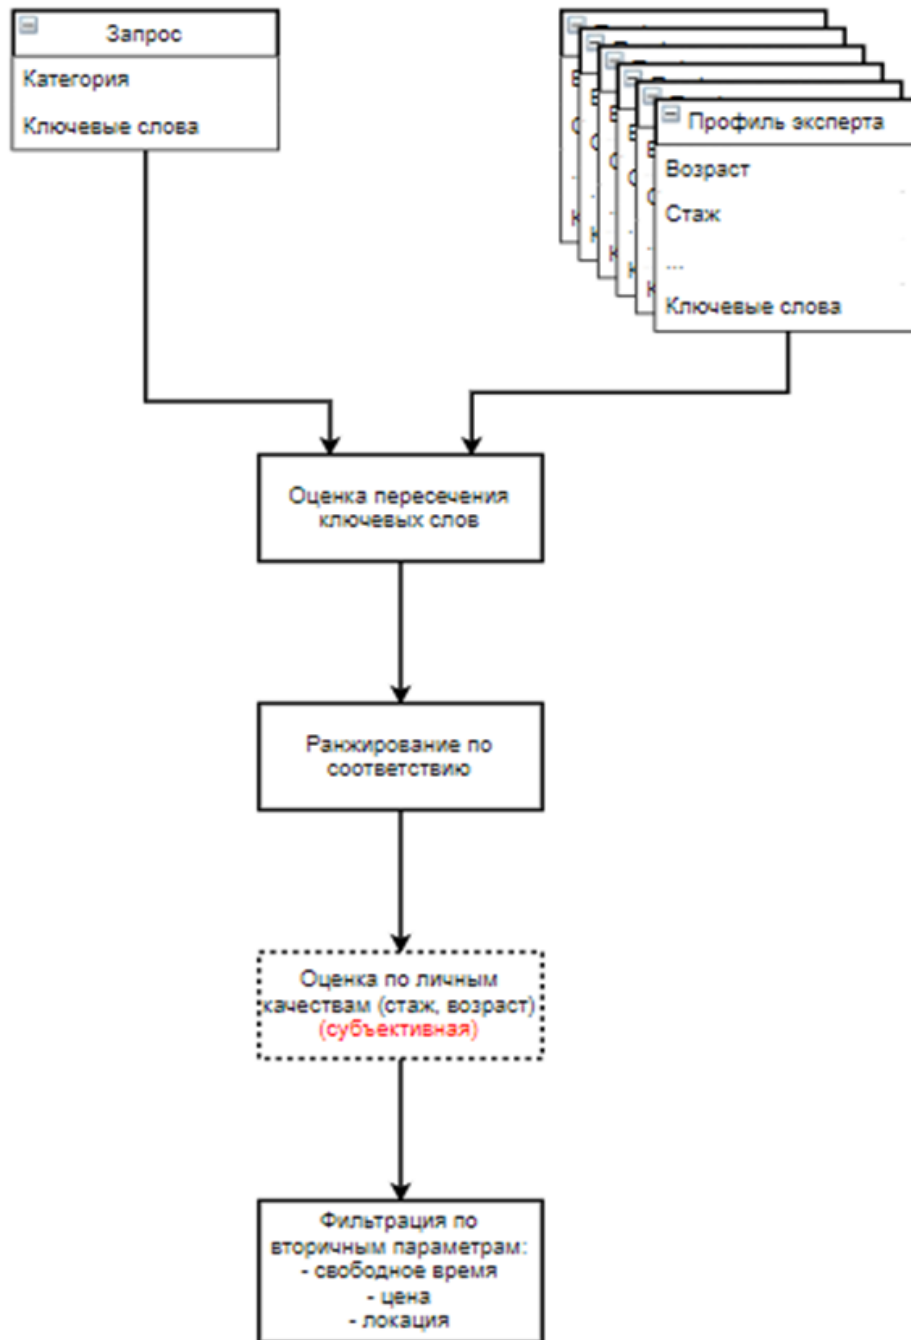 Запрос
Категория
Ключевые слова
Профиль эксперта
Возраст
Стаж
...
Ключевые слова
Оценка пересечения
ключевых слов
Ранжирование по
соответствию
Оценка по личным
качествам (стаж, возраст)
(субъективная)
Фильтрация по
вторичным параметрам:
- свободное время
- цена
- локация